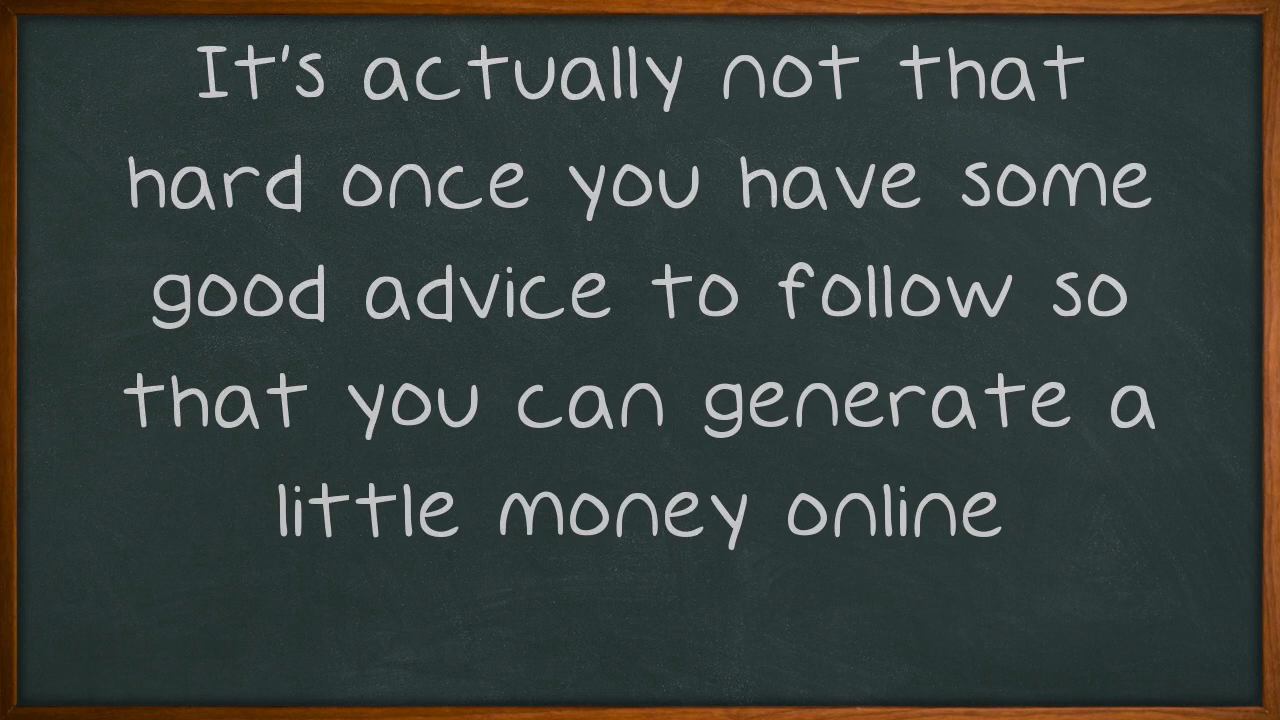 It's actually not that
hard once you have some
good advice to follow so
that you can generate a
little money online